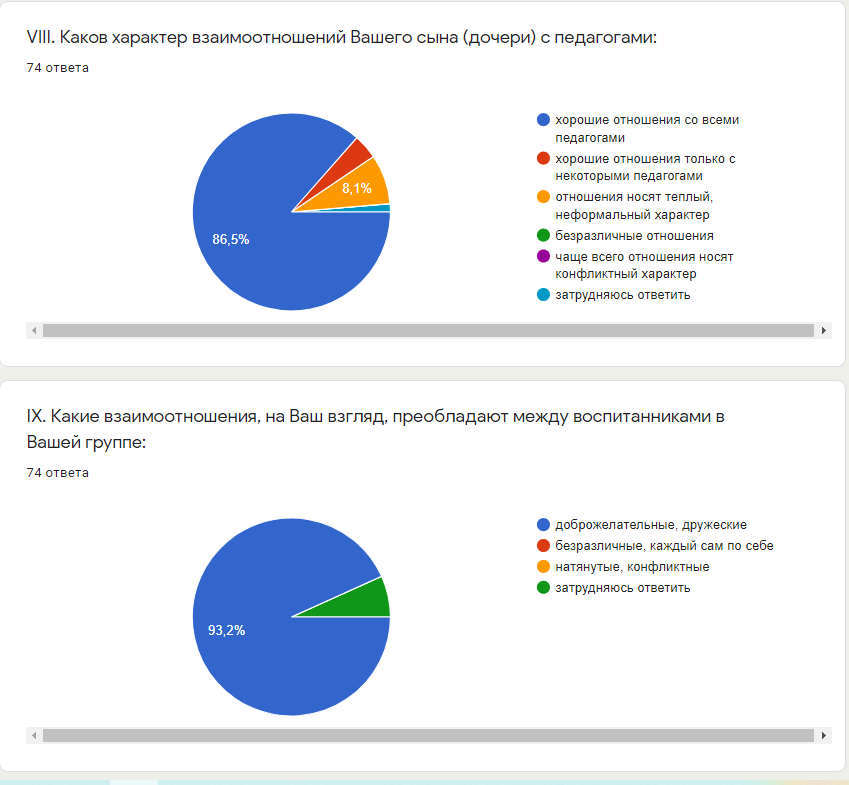 VIII. Каков характер взаимоотношений Вашего сына (дочери) с педагогами:
74 ответа
хорошие отношения со всеми
педагогами
хорошие отношения только с
некоторыми педагогами
отношения носят теплый,
неформальный характер
безразличные отношения
чаще всего отношения носят
конфликтный характер
затрудняюсь ответить
8,1%
86,5%
IX. Какие взаимоотношения, на Ваш взгляд, преобладают между воспитанниками в
Вашей группе:
74 ответа
доброжелательные, дружеские
безразличные, каждый сам по себе
натянутые, конфликтные
затрудняюсь ответить
93,2%